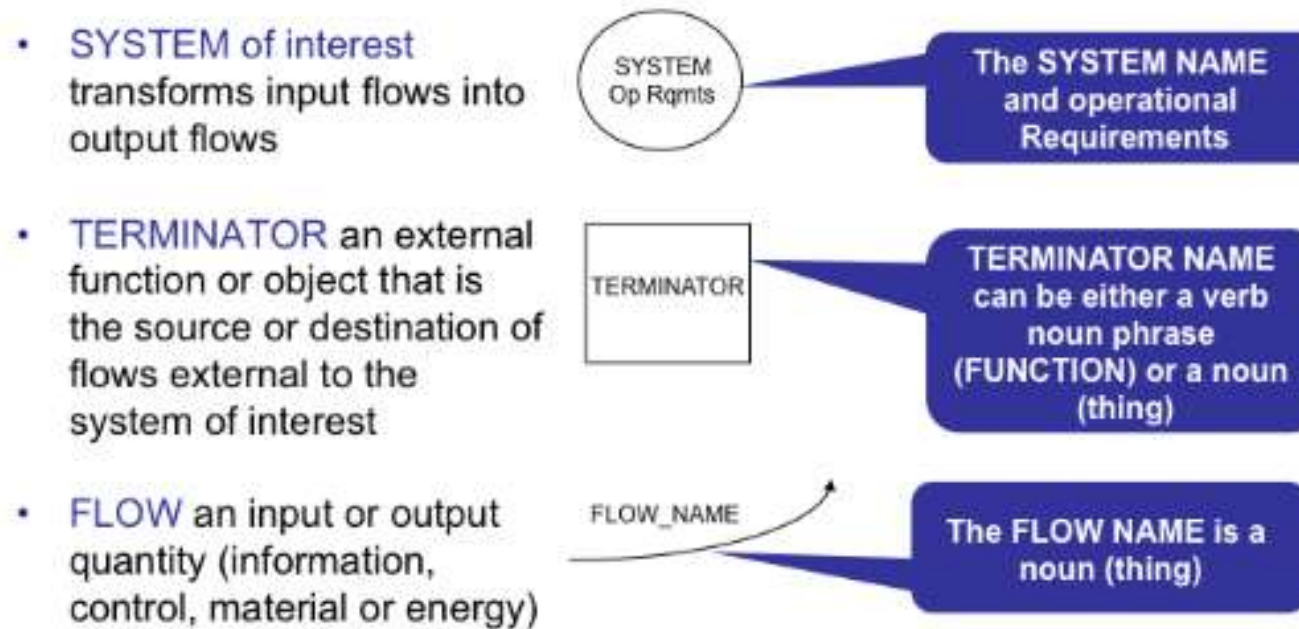 • SYSTEM of interest
transforms input flows into
output flows
SYSTEM
Op Rqmts
The SYSTEM NAME
and operational
Requirements
• TERMINATOR an external
function or object that is
the source or destination of
flows external to the
system of interest
TERMINATOR
TERMINATOR NAME
can be either a verb
noun phrase
(FUNCTION) or a noun
(thing)
• FLOW an input or output
quantity (information,
control, material or energy)
FLOW_NAME
The FLOW NAME is a
noun (thing)